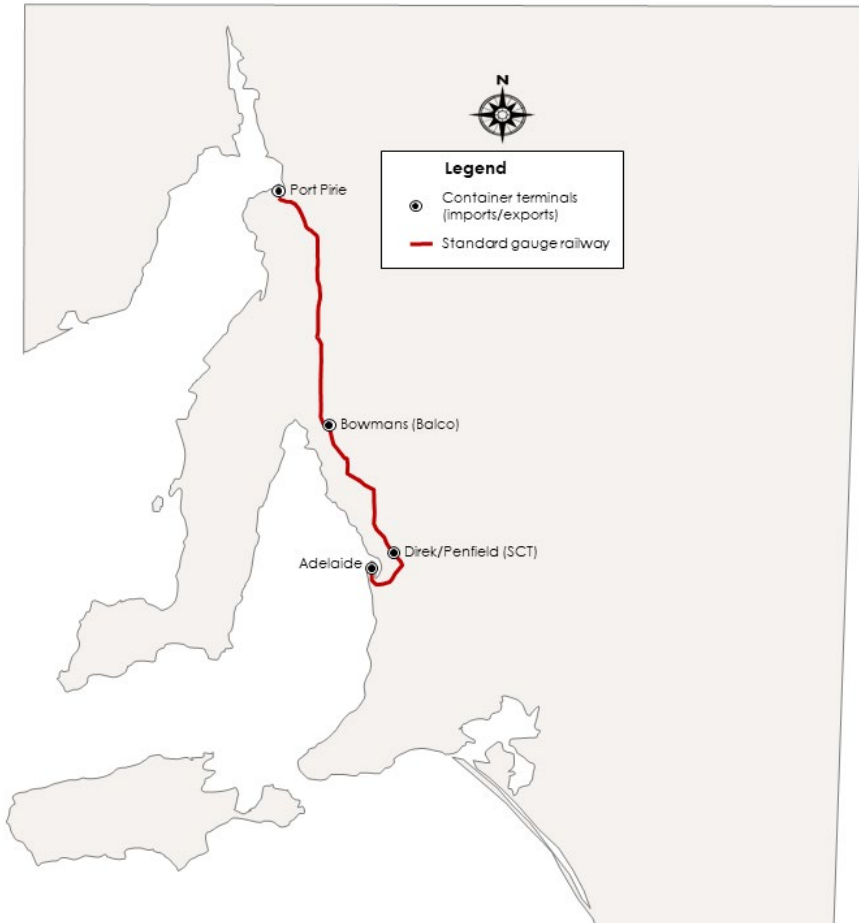 N
Legend
Container terminals
(imports/exports)
Standard gauge railway
Port Pirie
Bowmans (Balco)
Direk/Penfield (SCT)
Adelaide